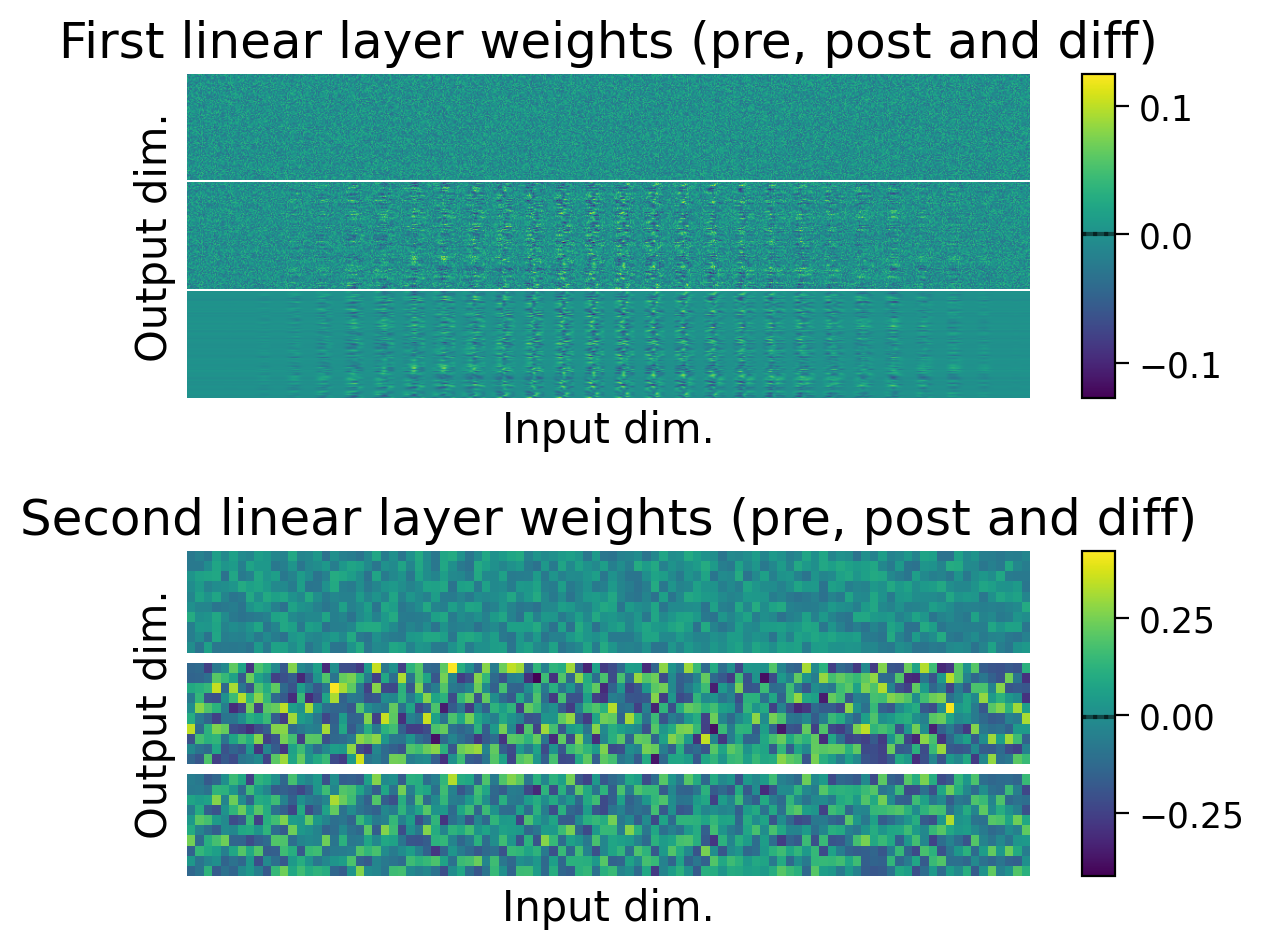 First linear layer weights (pre, post and diff)
Output dim.
0.1
0.0
−0.1
Input dim.
Second linear layer weights (pre, post and diff)
Output dim.
0.25
0.00
−0.25
Input dim.